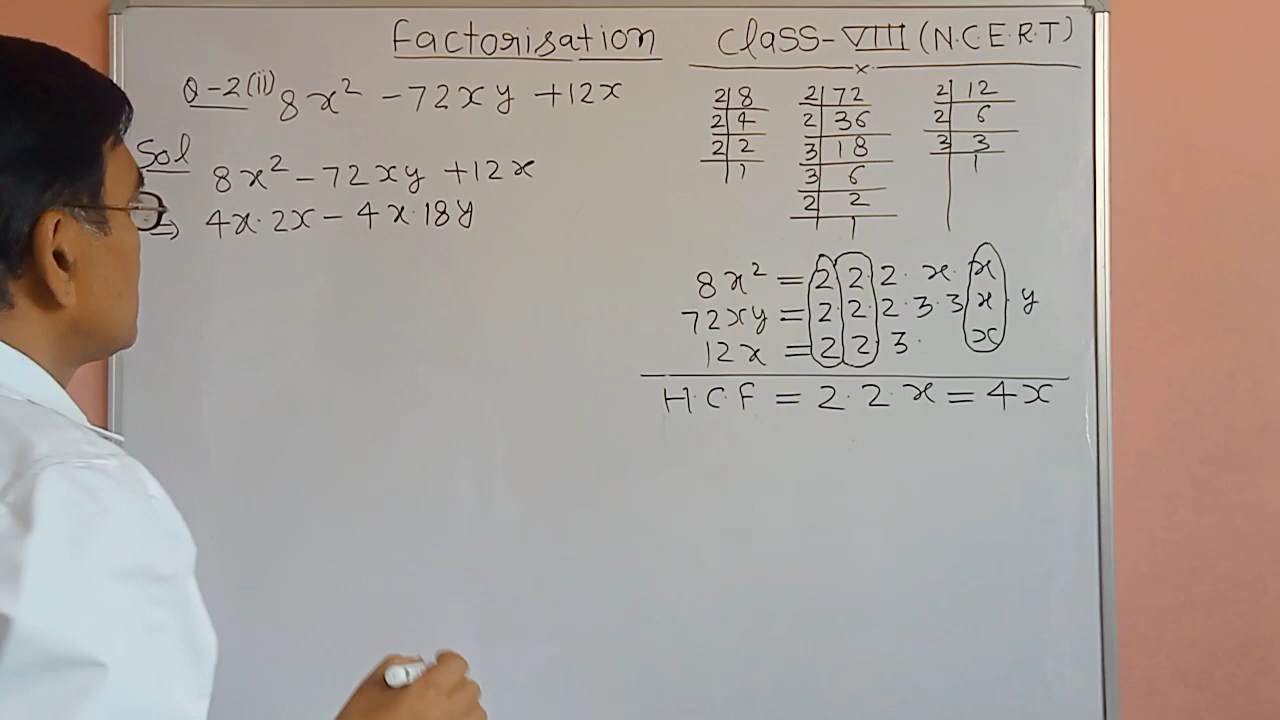 Factorisation Class-VIII (N.C.E.R.T)
x
Q-2(ii) 8x² - 72xy + 12x
Sol
8x² - 72xy + 12x
⇒ 4x·2x - 4x·18y
2 8
2 4
2 2
1
2 72
2 36
3 18
3 6
2 2
1
2 12
2 6
3 3
1
8x² = 2 2·2· x· x
72xy = 2·2·2·3·3 x· y
12x = 2 2 3· x
H.C.F = 2·2·x = 4x